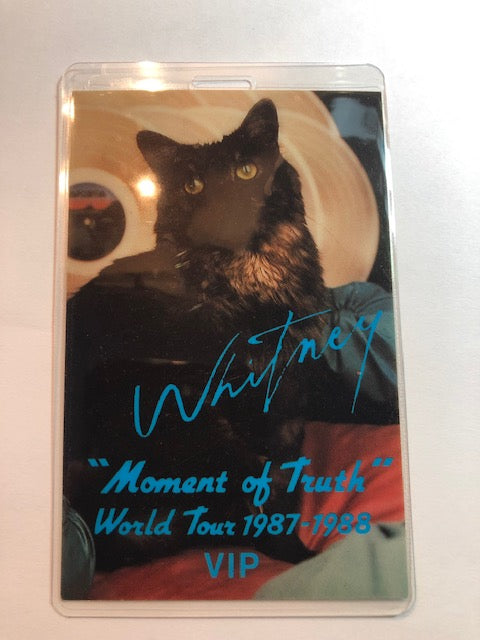 Whitney
"Moment of Truth"
World Tour 1987-1988
VIP